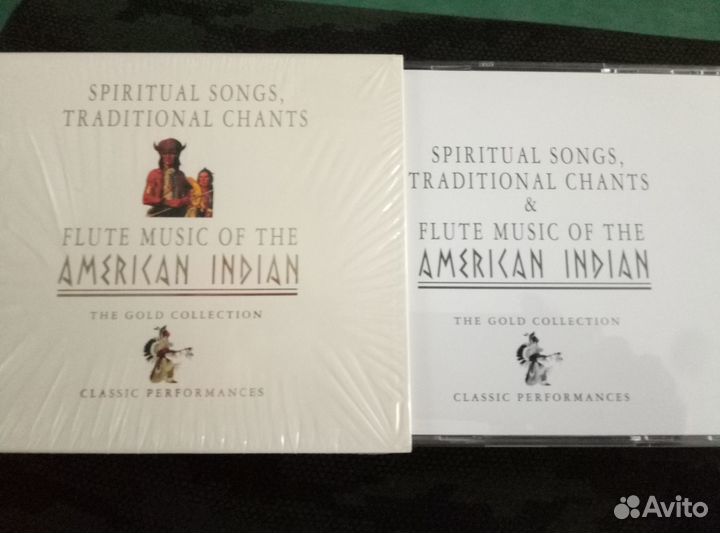 SPIRITUAL SONGS,
TRADITIONAL CHANTS
FLUTE MUSIC OF THE
AMERICAN INDIAN
THE GOLD COLLECTION
CLASSIC PERFORMANCES
SPIRITUAL SONGS,
TRADITIONAL CHANTS
&
FLUTE MUSIC OF THE
AMERICAN INDIAN
THE GOLD COLLECTION
CLASSIC PERFORMANCES
Avito